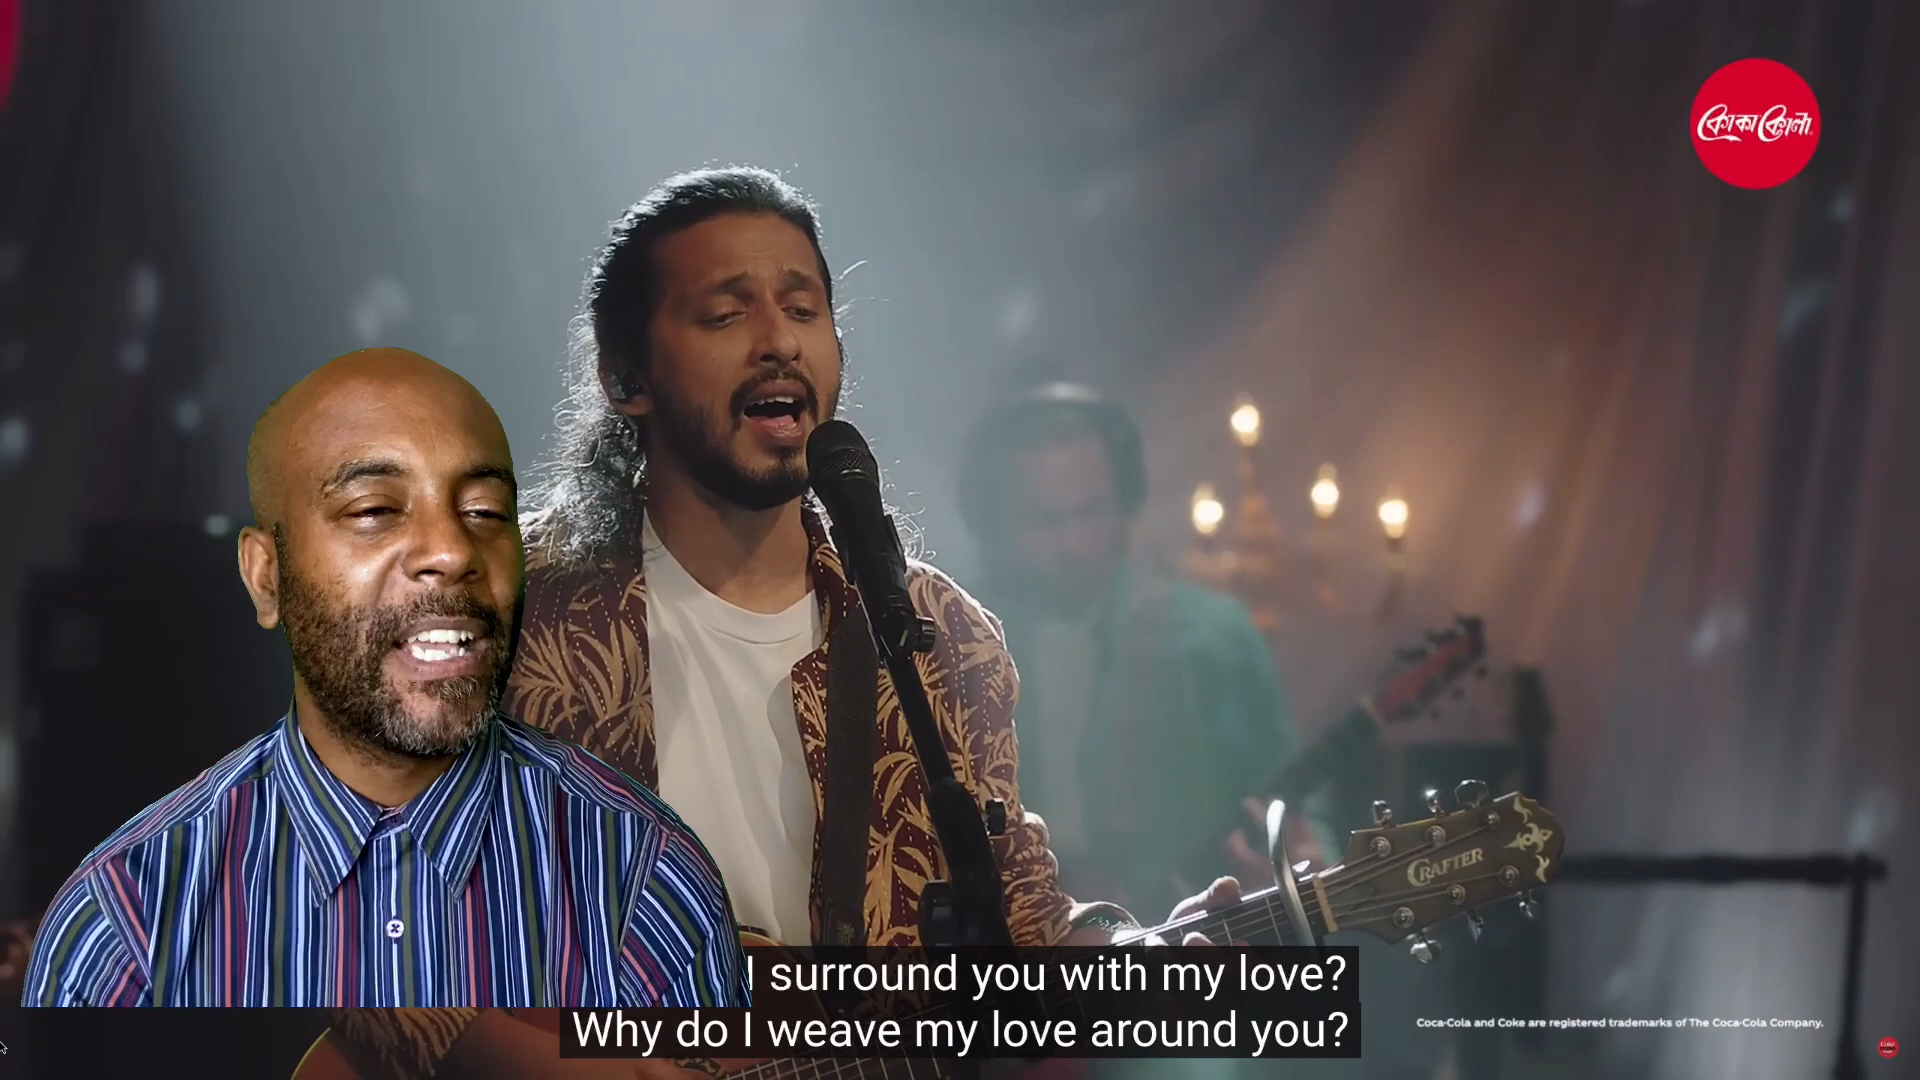 কোকা-কোলা
CRAFTER
I surround you with my love?
Why do I weave my love around you?
Coca-Cola and Coke are registered trademarks of The Coca-Cola Company.